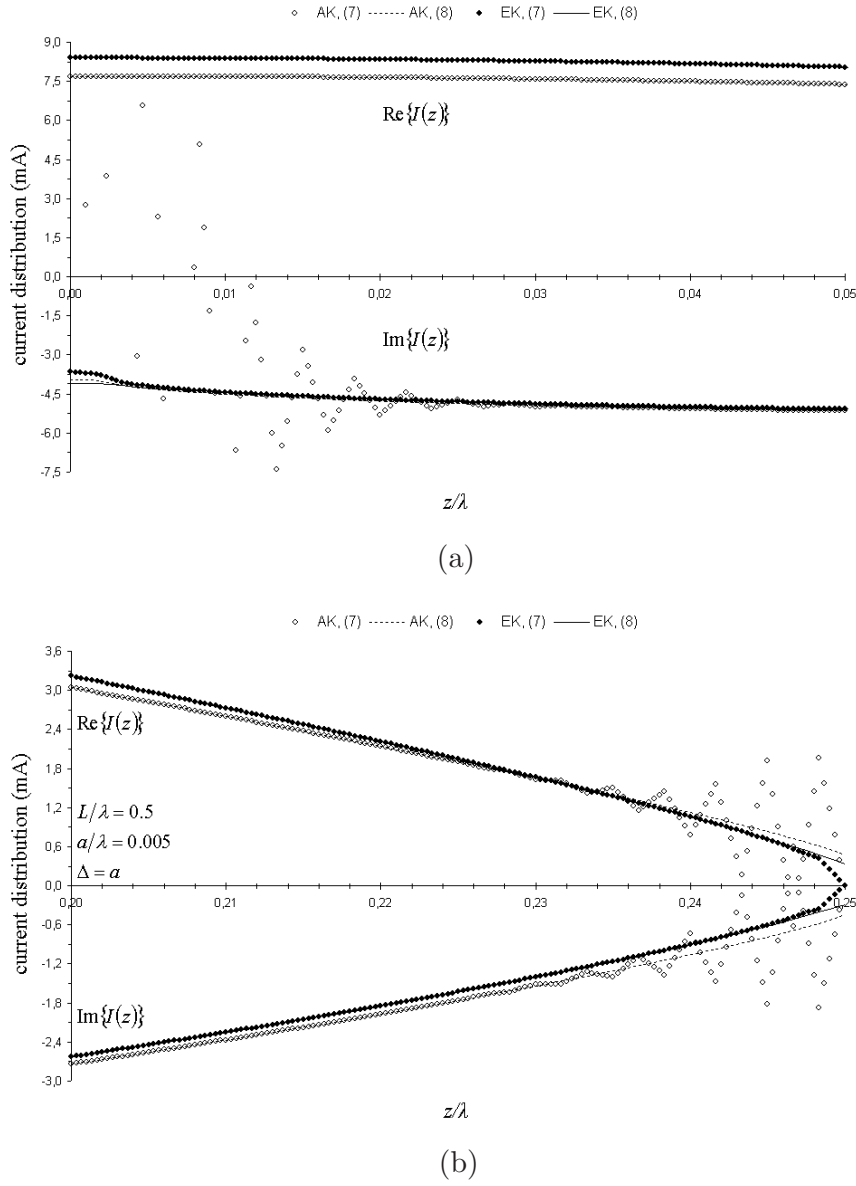 AK, (7) AK, (8) EK, (7) EK, (8)
9,0
7,5
6,0
4,5
3,0
1,5
0,0
-1,5
-3,0
-4,5
-6,0
-7,5
current distribution (mA)
Re{I(z)}
0,00 0,01 0,02 0,03 0,04 0,05
Im{I(z)}
z/λ
(a)
AK, (7) AK, (8) EK, (7) EK, (8)
3,6
3,0
2,4
1,8
1,2
0,6
0,0
-0,6
-1,2
-1,8
-2,4
-3,0
current distribution (mA)
Re{I(z)}
L/λ = 0.5
a/λ = 0.005
Δ = a
0,20 0,21 0,22 0,23 0,24 0,25
Im{I(z)}
z/λ
(b)